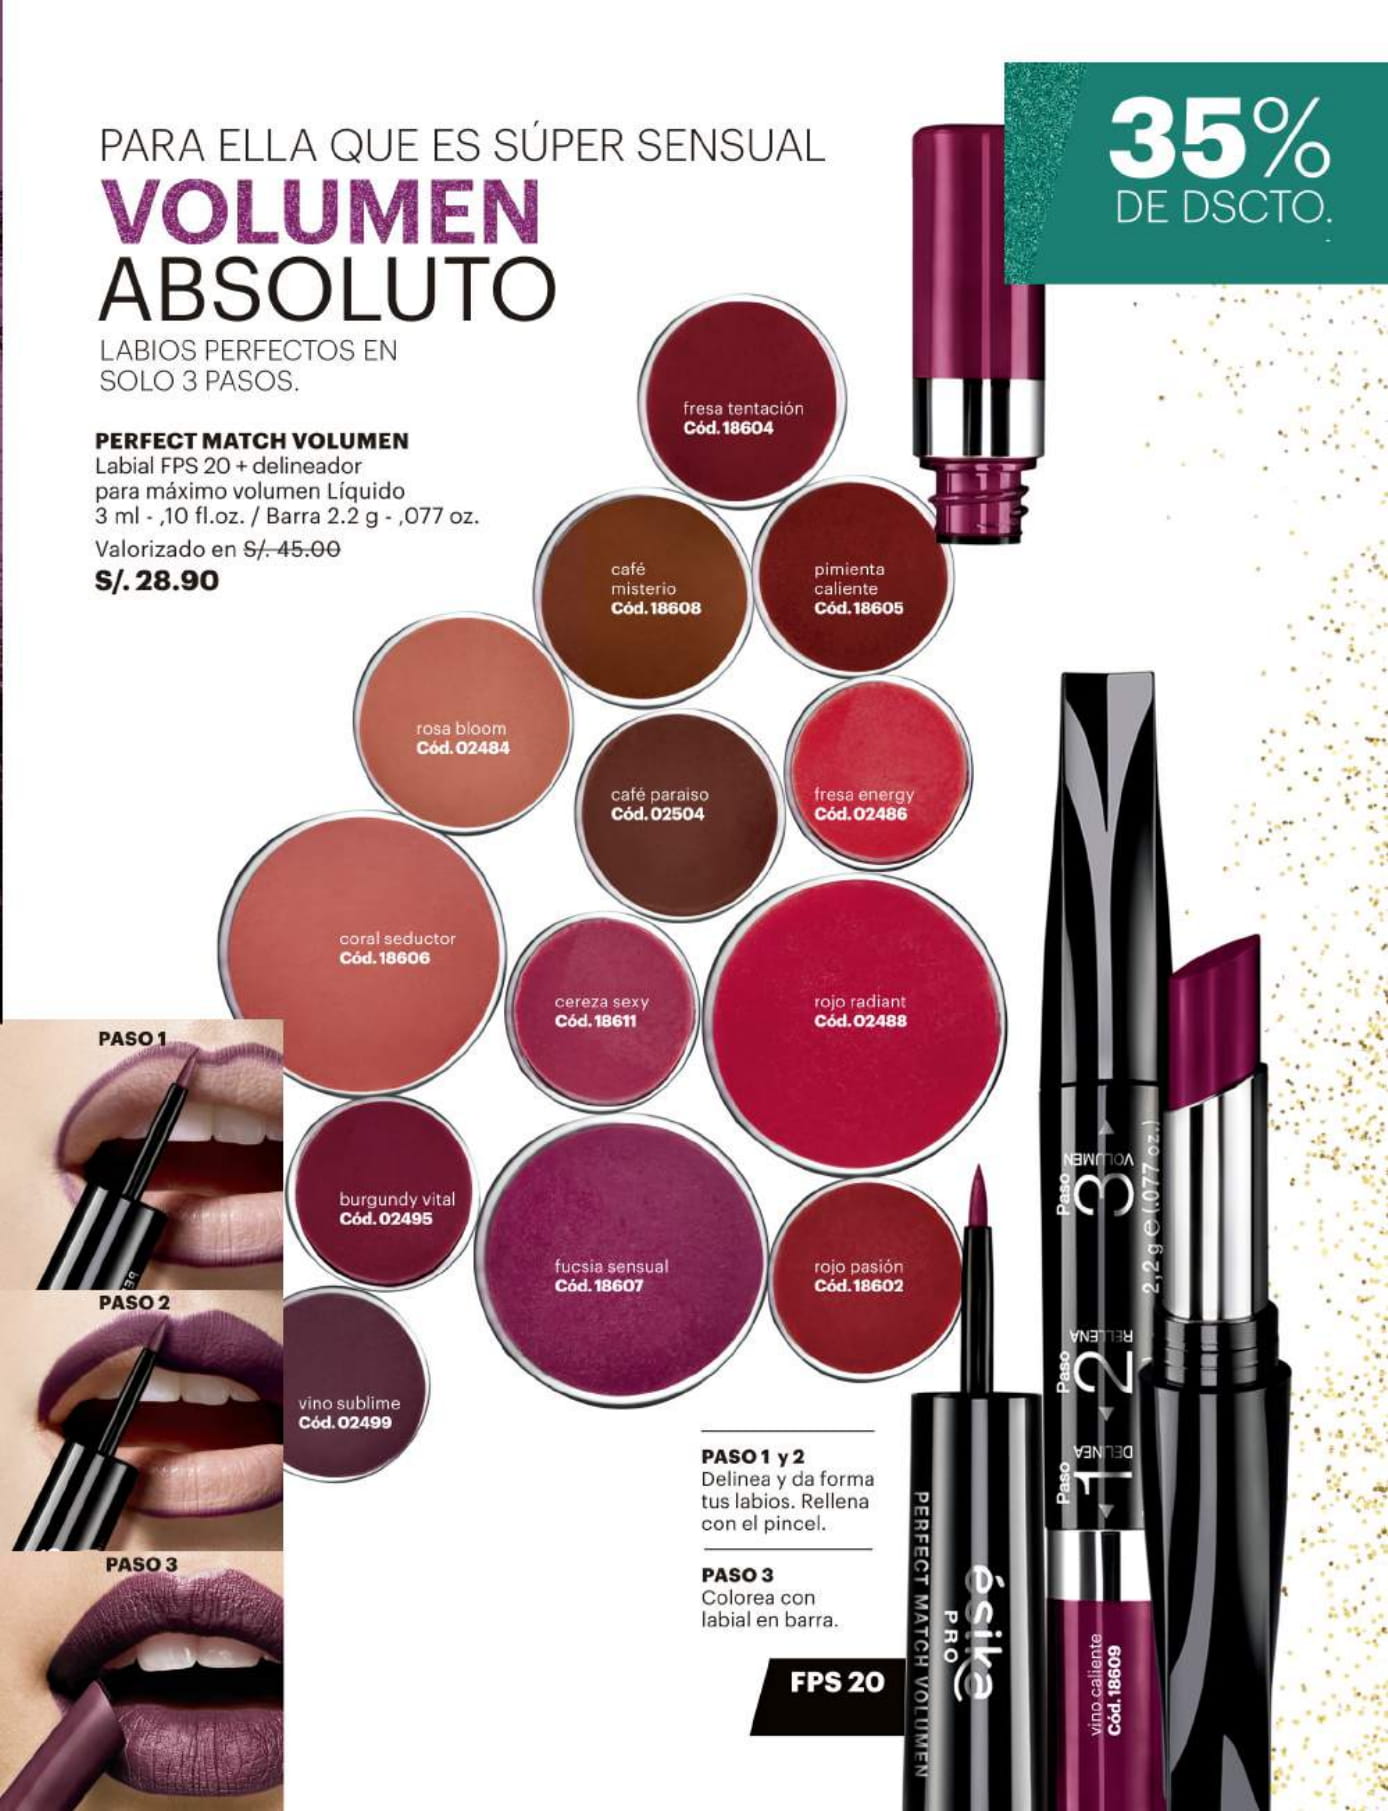 35%
DE DSCTO.
PARA ELLA QUE ES SÚPER SENSUAL
VOLUMEN
ABSOLUTO
LABIOS PERFECTOS EN
SOLO 3 PASOS.
PERFECT MATCH VOLUMEN
Labial FPS 20 + delineador
para máximo volumen Líquido
3 ml - ,10 fl.oz. / Barra 2.2 g - ,077 oz.
Valorizado en S/. 45.00
S/. 28.90
fresa tentación
Cód. 18604
café
misterio
Cód. 18608
pimienta
caliente
Cód. 18605
rosa bloom
Cód. 02484
café paraiso
Cód. 02504
fresa energy
Cód. 02486
coral seductor
Cód. 18606
cereza sexy
Cód. 18611
rojo radiant
Cód. 02488
burgundy vital
Cód. 02495
fucsia sensual
Cód. 18607
rojo pasión
Cód. 18602
vino sublime
Cód. 02499
PASO 1
PASO 2
PASO 3
PASO 1 y 2
Delinea y da forma
tus labios. Rellena
con el pincel.
PASO 3
Colorea con
labial en barra.
FPS 20
PERFECT MATCH VOLUMEN
ésika
PRO
Paso 3 VOLUMEN
Paso 2 RELLENA
Paso 1 DELINEA
2,2 g e (.077 oz.)
vino caliente
Cód. 18609